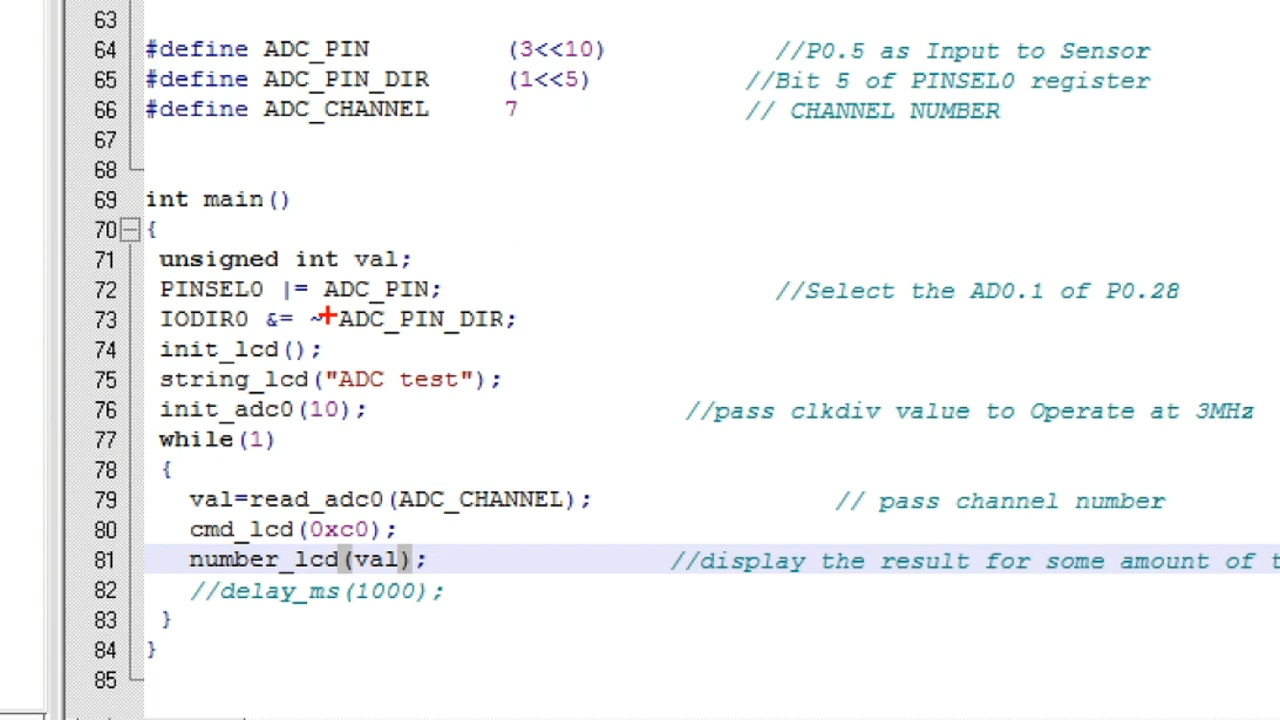 63
64 #define ADC_PIN (3<<10) //P0.5 as Input to Sensor
65 #define ADC_PIN_DIR (1<<5) //Bit 5 of PINSEL0 register
66 #define ADC_CHANNEL 7 // CHANNEL NUMBER
67
68
69 int main()
70 {
71 unsigned int val;
72 PINSEL0 |= ADC_PIN; //Select the AD0.1 of P0.28
73 IODIR0 &= ~ ADC_PIN_DIR;
74 init_lcd();
75 string_lcd("ADC test");
76 init_adc0(10); //pass clkdiv value to Operate at 3MHz
77 while(1)
78 {
79 val=read_adc0(ADC_CHANNEL); // pass channel number
80 cmd_lcd(0xc0);
81 number_lcd(val); //display the result for some amount of
82 //delay_ms(1000);
83 }
84 }
85